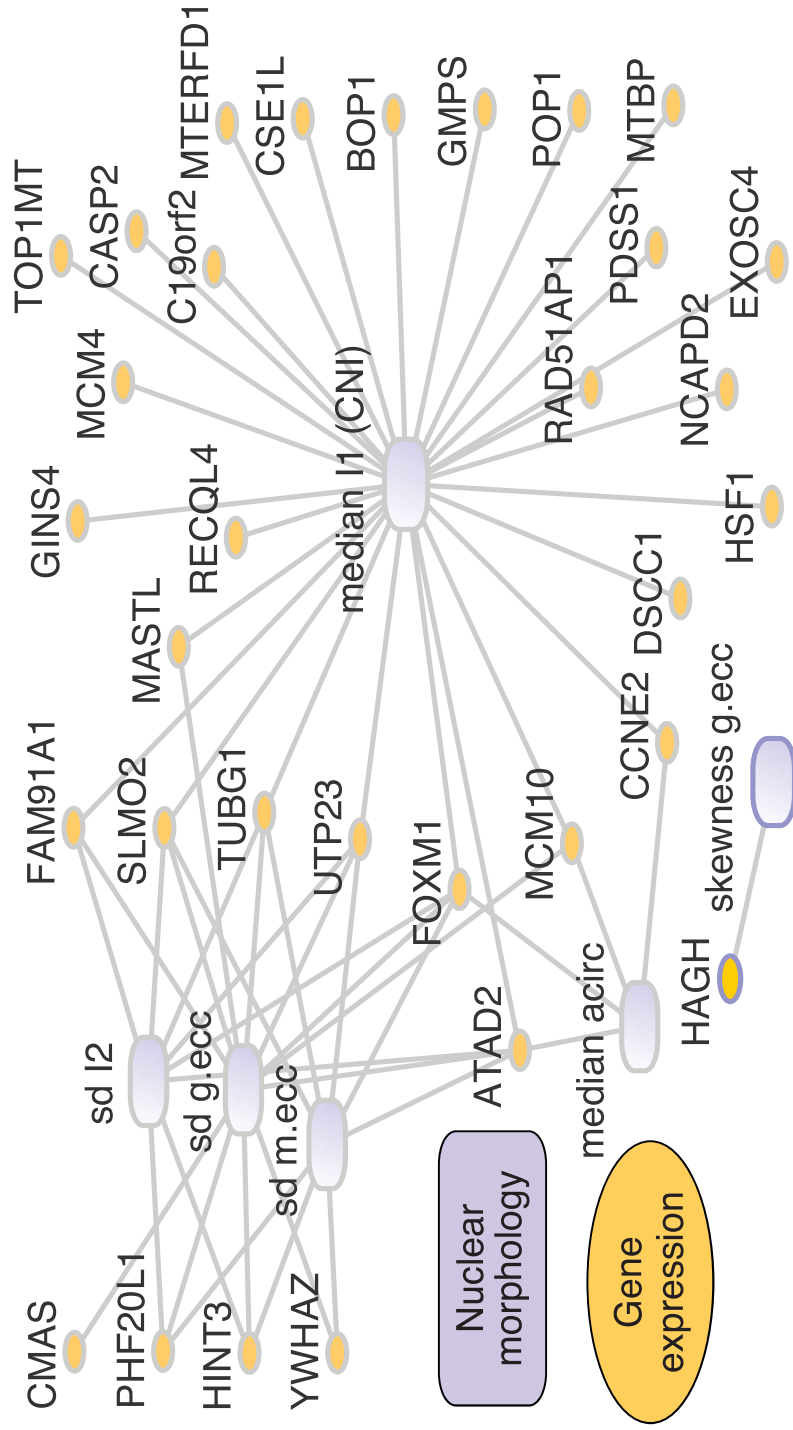 CMAS
PHF20L1
HINT3
YWHAZ
sd I2
sd g.ecc
sd m.ecc
FAM91A1
SLMO2
TUBG1
UTP23
FOXM1
MCM10
ATAD2
median acirc
MASTL
GINS4
RECQL4
MCM4
TOP1MT
CASP2
C19orf2
MTERFD1
CSE1L
BOP1
GMPS
POP1
MTBP
PDSS1
RAD51AP1
EXOSC4
NCAPD2
median I1 (CNI)
HSF1
DSCC1
CCNE2
skewness g.ecc
HAGH
Nuclear
morphology
Gene
expression